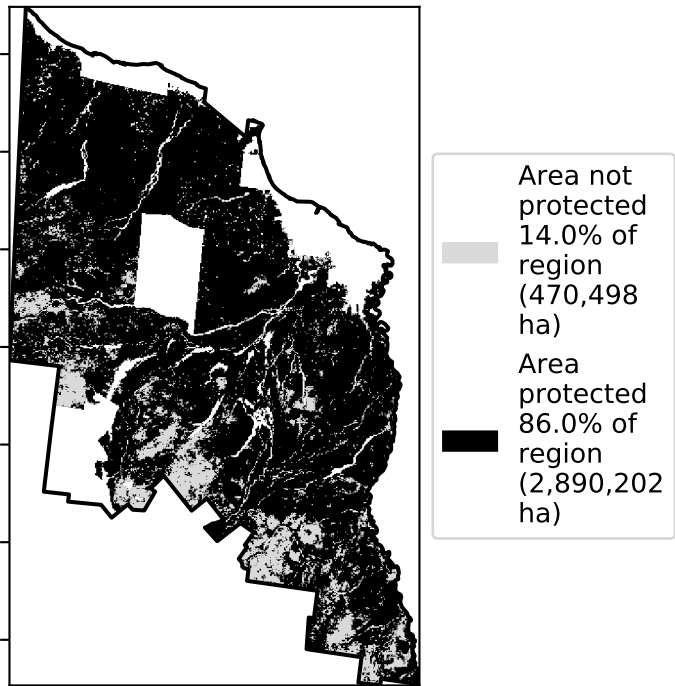 Area not
protected
14.0% of
region
(470,498
ha)
Area
protected
86.0% of
region
(2,890,202
ha)